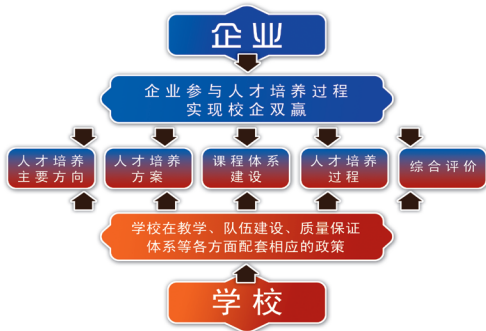 企业
企业参与人才培养过程
实现校企双赢
人才培养
主要方向
人才培养
方案
课程体系
建设
人才培养
过程
综合评价
学校在教学、队伍建设、质量保证
体系等各方面配套相应的政策
学校